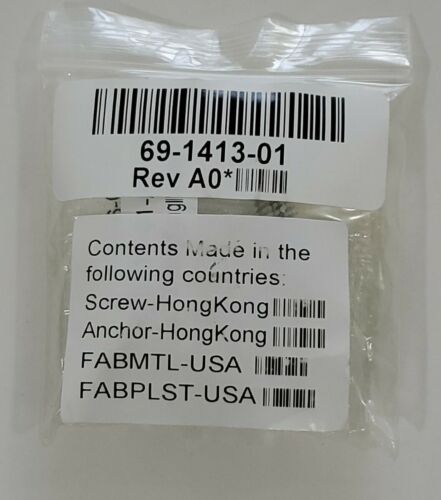 69-1413-01
Rev A0*
Contents Made in the
following countries:
Screw-HongKong
Anchor-HongKong
FABMTL-USA
FABPLST-USA